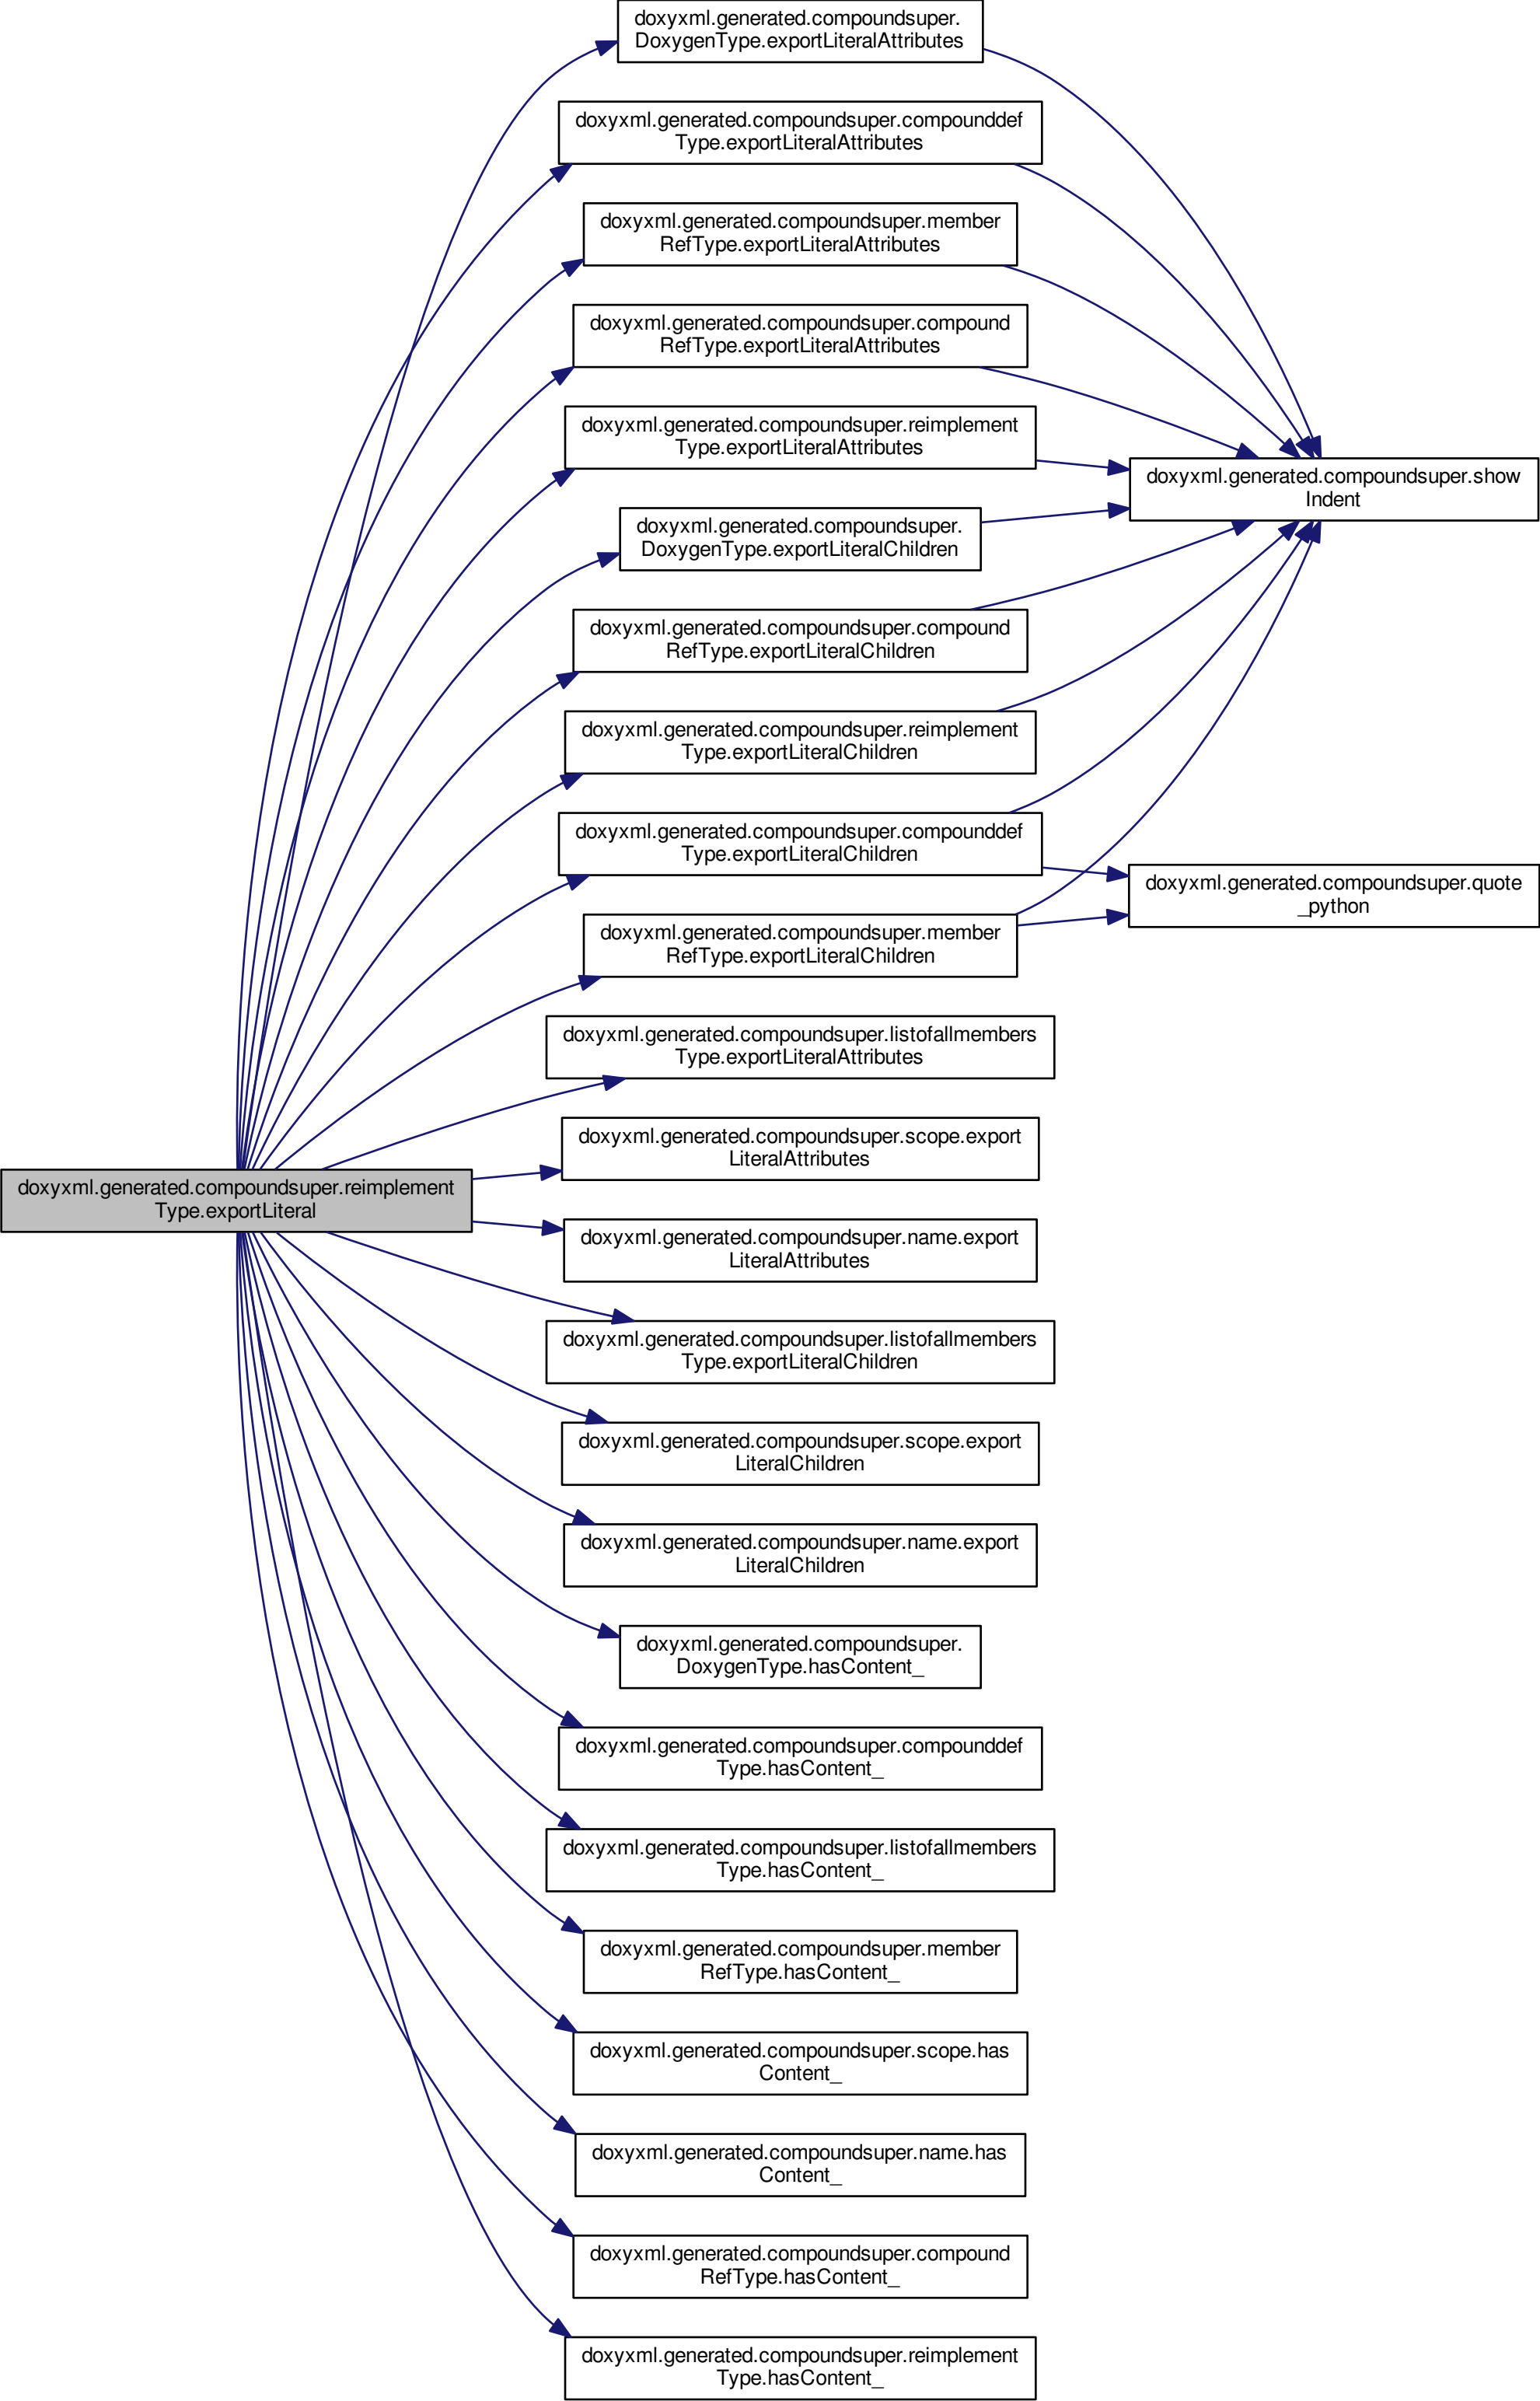 doxyxml.generated.compoundsuper.
DoxygenType.exportLiteralAttributes
doxyxml.generated.compoundsuper.compounddef
Type.exportLiteralAttributes
doxyxml.generated.compoundsuper.member
RefType.exportLiteralAttributes
doxyxml.generated.compoundsuper.compound
RefType.exportLiteralAttributes
doxyxml.generated.compoundsuper.reimplement
Type.exportLiteralAttributes
doxyxml.generated.compoundsuper.show
Indent
doxyxml.generated.compoundsuper.
DoxygenType.exportLiteralChildren
doxyxml.generated.compoundsuper.compound
RefType.exportLiteralChildren
doxyxml.generated.compoundsuper.reimplement
Type.exportLiteralChildren
doxyxml.generated.compoundsuper.compounddef
Type.exportLiteralChildren
doxyxml.generated.compoundsuper.quote
_python
doxyxml.generated.compoundsuper.member
RefType.exportLiteralChildren
doxyxml.generated.compoundsuper.listofallmembers
Type.exportLiteralAttributes
doxyxml.generated.compoundsuper.scope.export
LiteralAttributes
doxyxml.generated.compoundsuper.reimplement
Type.exportLiteral
doxyxml.generated.compoundsuper.name.export
LiteralAttributes
doxyxml.generated.compoundsuper.listofallmembers
Type.exportLiteralChildren
doxyxml.generated.compoundsuper.scope.export
LiteralChildren
doxyxml.generated.compoundsuper.name.export
LiteralChildren
doxyxml.generated.compoundsuper.
DoxygenType.hasContent_
doxyxml.generated.compoundsuper.compounddef
Type.hasContent_
doxyxml.generated.compoundsuper.listofallmembers
Type.hasContent_
doxyxml.generated.compoundsuper.member
RefType.hasContent_
doxyxml.generated.compoundsuper.scope.has
Content_
doxyxml.generated.compoundsuper.name.has
Content_
doxyxml.generated.compoundsuper.compound
RefType.hasContent_
doxyxml.generated.compoundsuper.reimplement
Type.hasContent_